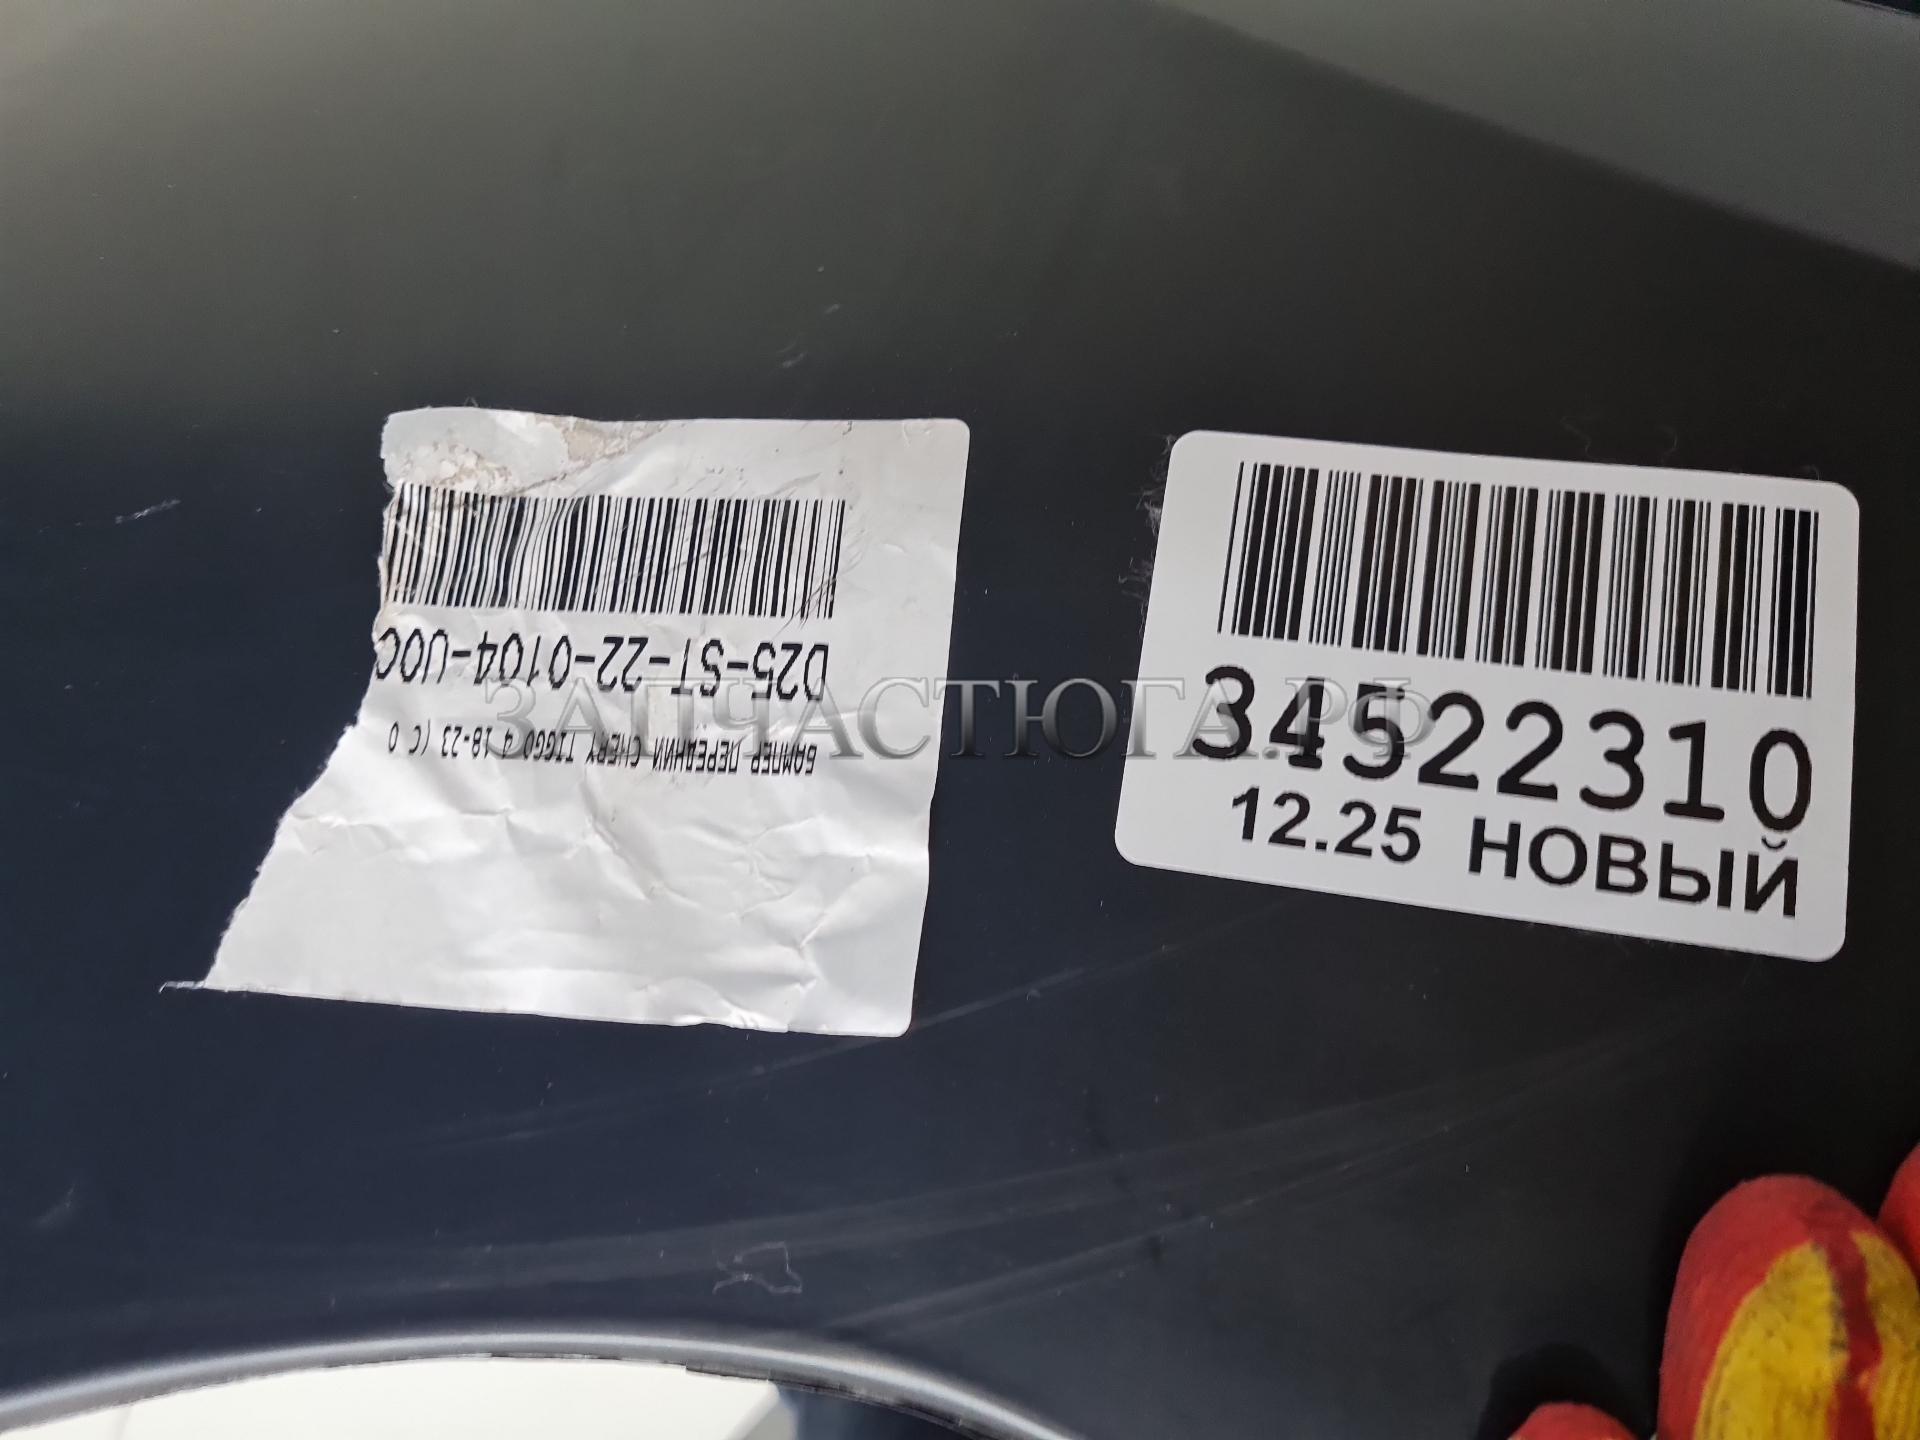 D25-ST-22-0104-U0C
БАМПЕР ПЕРЕДНИЙ CHERY TIGGO 4 18-23 (С О
ЗАПЧАСТЮГА.РФ
34522310
12.25 НОВЫЙ